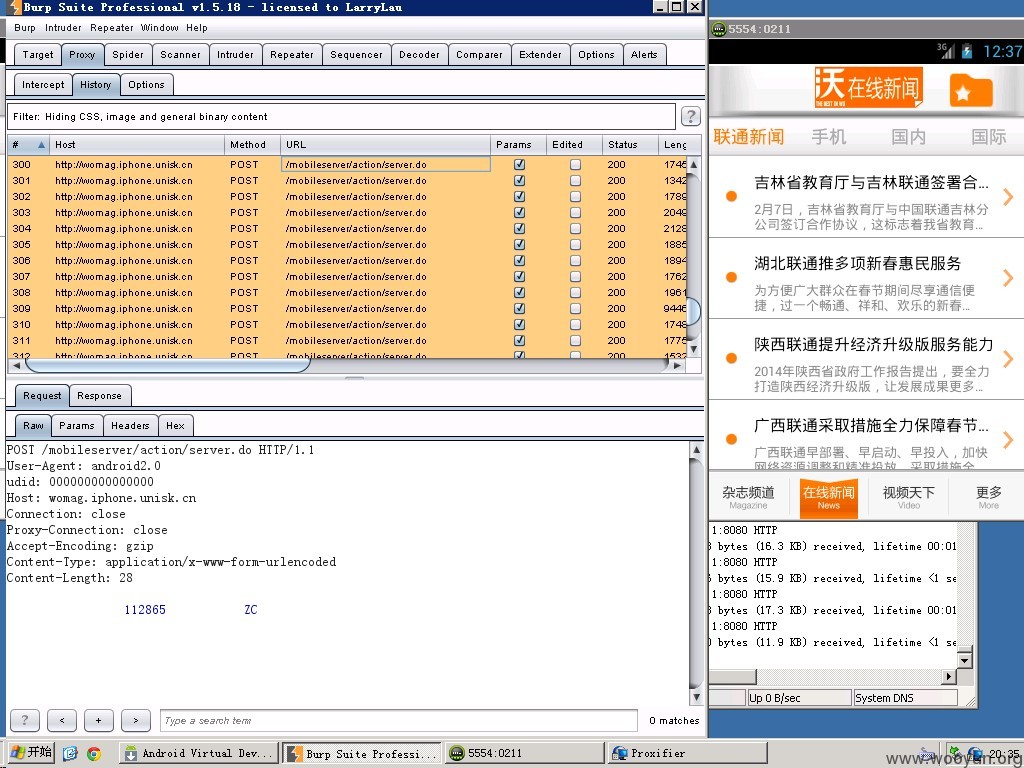 Burp Suite Professional v1.5.18 - licensed to LarryLau
Burp Intruder Repeater Window Help
Target Proxy Spider Scanner Intruder Repeater Sequencer Decoder Comparer Extender Options Alerts
Intercept History Options
Filter: Hiding CSS, image and general binary content
?
# Host Method URL Params Edited Status Leng
300 http://womag.iphone.unisk.cn POST /mobileserver/action/server.do 200 1745
301 http://womag.iphone.unisk.cn POST /mobileserver/action/server.do 200 1342
302 http://womag.iphone.unisk.cn POST /mobileserver/action/server.do 200 1789
303 http://womag.iphone.unisk.cn POST /mobileserver/action/server.do 200 2049
304 http://womag.iphone.unisk.cn POST /mobileserver/action/server.do 200 2128
305 http://womag.iphone.unisk.cn POST /mobileserver/action/server.do 200 1885
306 http://womag.iphone.unisk.cn POST /mobileserver/action/server.do 200 1894
307 http://womag.iphone.unisk.cn POST /mobileserver/action/server.do 200 1762
308 http://womag.iphone.unisk.cn POST /mobileserver/action/server.do 200 1961
309 http://womag.iphone.unisk.cn POST /mobileserver/action/server.do 200 9446
310 http://womag.iphone.unisk.cn POST /mobileserver/action/server.do 200 1748
311 http://womag.iphone.unisk.cn POST /mobileserver/action/server.do 200 1775
312 http://womag.iphone.unisk.cn POST /mobileserver/action/server.do 200 1532
Request Response
Raw Params Headers Hex
POST /mobileserver/action/server.do HTTP/1.1
User-Agent: android2.0
udid: 000000000000000
Host: womag.iphone.unisk.cn
Connection: close
Proxy-Connection: close
Accept-Encoding: gzip
Content-Type: application/x-www-form-urlencoded
Content-Length: 28
112865 ZC
? < + > Type a search term 0 matches
5554:0211
3G 12:37
沃 在线新闻
THE BEST IN WO
联通新闻 手机 国内 国际
吉林省教育厅与吉林联通签署合...
2月7日，吉林省教育厅与中国联通吉林分
公司签订合作协议，这标志着我省教育...
湖北联通推多项新春惠民服务
为方便广大群众在春节期间尽享通信便
捷，过一个畅通、祥和、欢乐的新春...
陕西联通提升经济升级版服务能力
2014年陕西省政府工作报告提出，要全力
打造陕西经济升级版，让发展成果更多...
广西联通采取措施全力保障春节...
广西联通早部署、早启动、早投入，加快
网络资源调整和精准投放，采取措施全
杂志频道 在线新闻 视频天下 更多
Magazine News Video More
1:8080 HTTP
bytes (16.3 KB) received, lifetime 00:01
1:8080 HTTP
bytes (15.9 KB) received, lifetime <1 se
1:8080 HTTP
bytes (17.3 KB) received, lifetime 00:01
1:8080 HTTP
bytes (11.9 KB) received, lifetime <1 se
Up 0 B/sec System DNS
开始 Android Virtual Dev... Burp Suite Professi... 5554:0211 Proxifier 20:35
www.wooyun.org